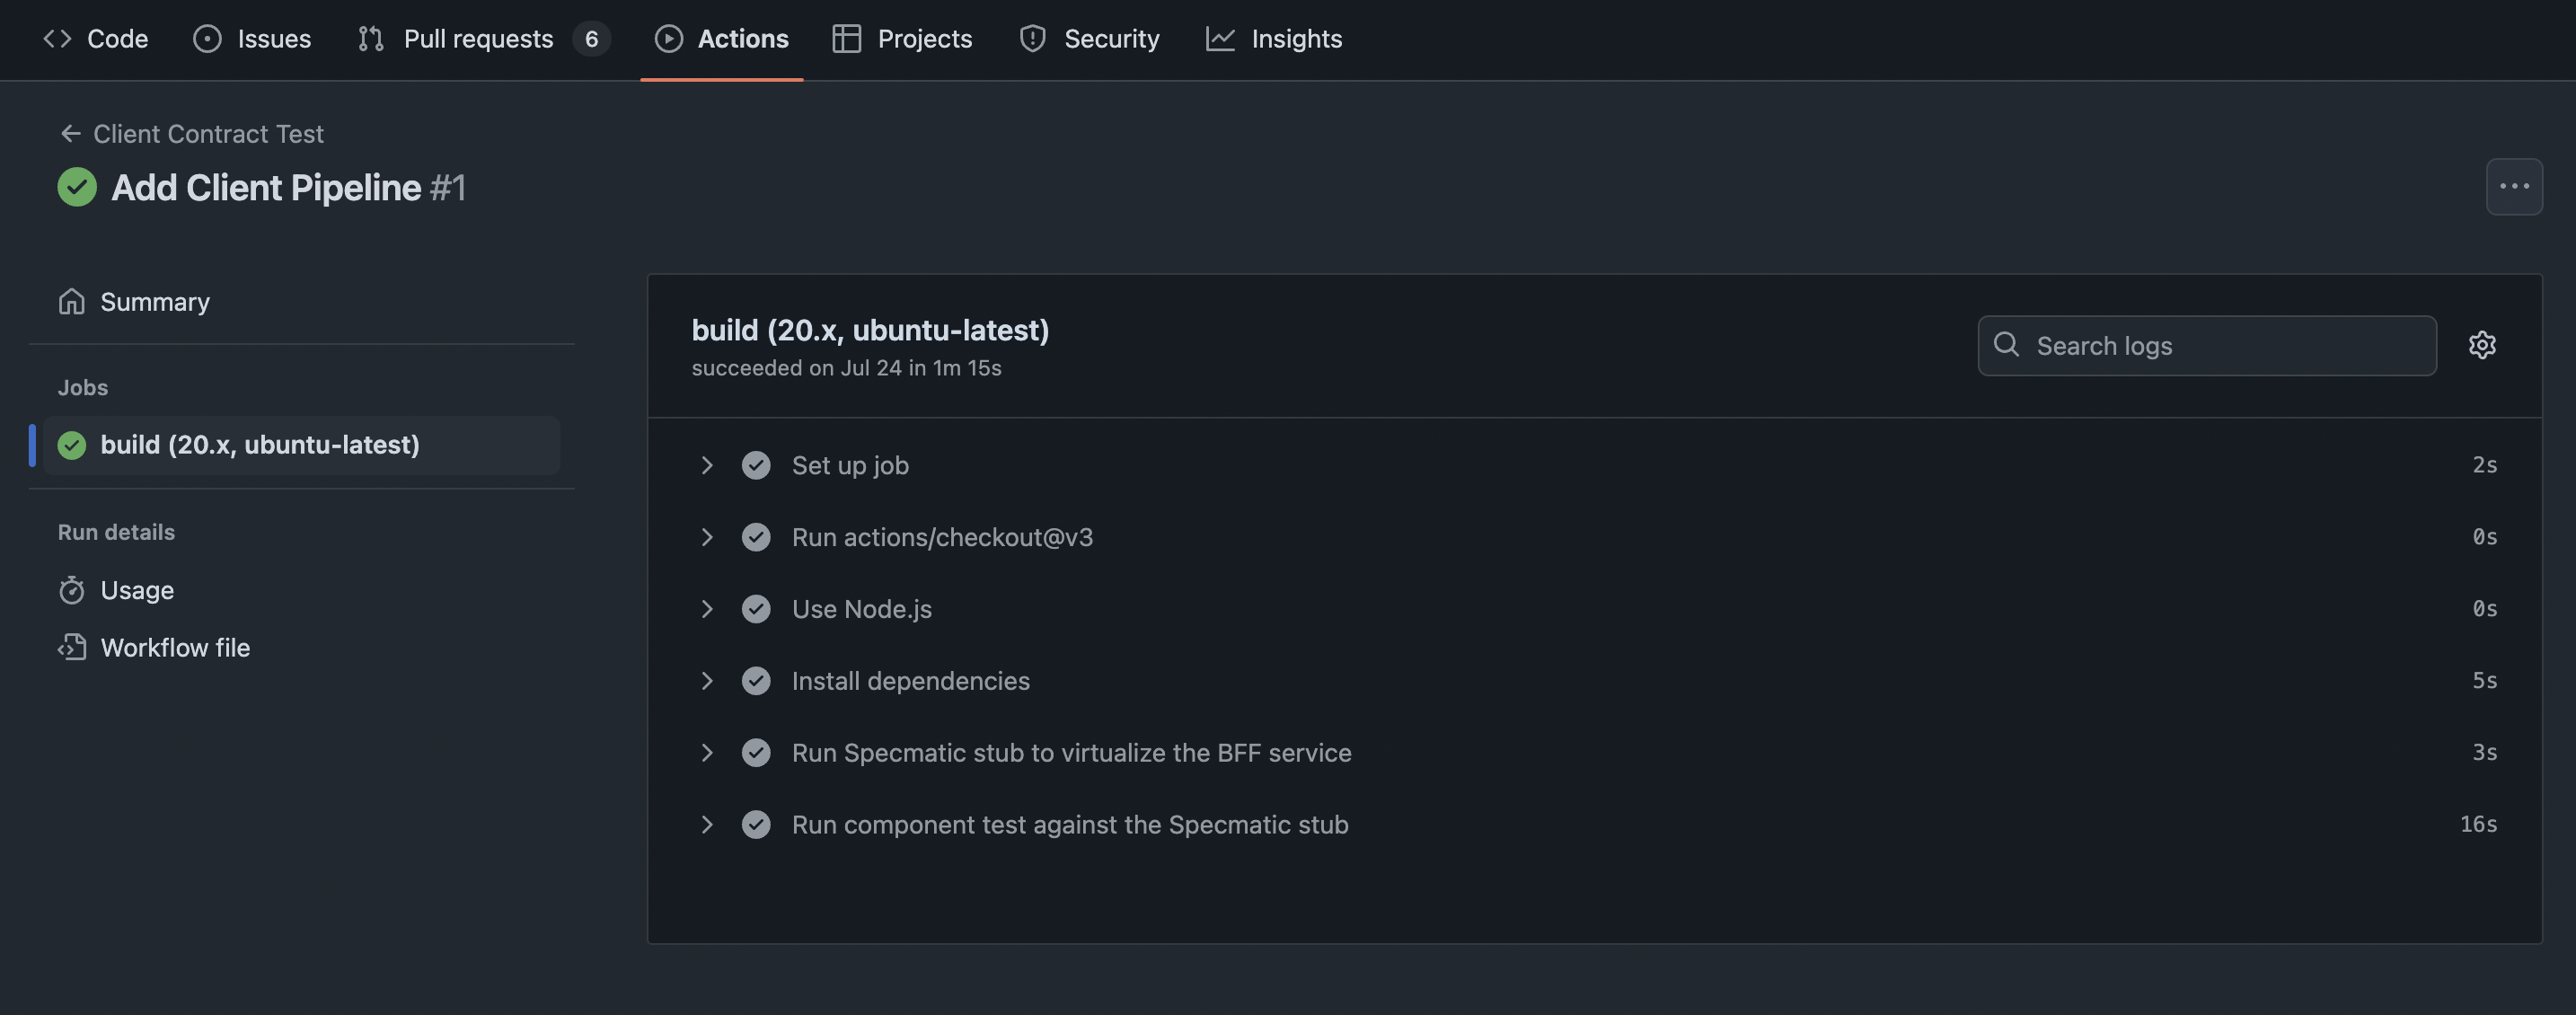 Code Issues Pull requests 6 Actions Projects Security Insights
Client Contract Test
Add Client Pipeline #1
Summary
Jobs
build (20.x, ubuntu-latest)
Run details
Usage
Workflow file
build (20.x, ubuntu-latest)
succeeded on Jul 24 in 1m 15s
Search logs
Set up job 2s
Run actions/checkout@v3 0s
Use Node.js 0s
Install dependencies 5s
Run Specmatic stub to virtualize the BFF service 3s
Run component test against the Specmatic stub 16s